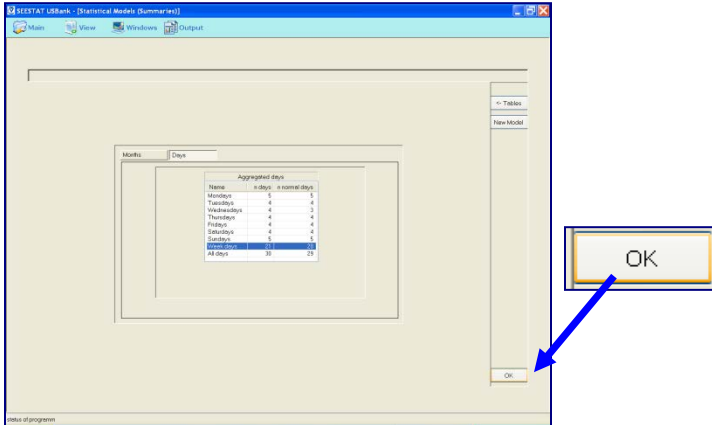 SEESTAT USBank - [Statistical Models (Summaries)]
Main View Windows Output
<- Tables
New Model
Months Days
Aggregated days
Name n days n normal days
Mondays 5 5
Tuesdays 4 4
Wednesdays 4 3
Thursdays 4 4
Fridays 4 4
Saturdays 4 4
Sundays 5 5
Week days 21 20
All days 30 29
OK
OK
status of programm